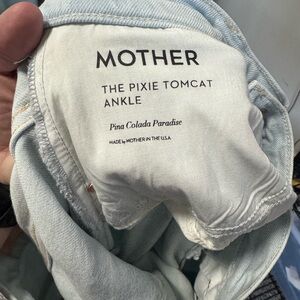 MOTHER
THE PIXIE TOMCAT
ANKLE
Pina Colada Paradise
MADE by MOTHER IN THE U.S.A